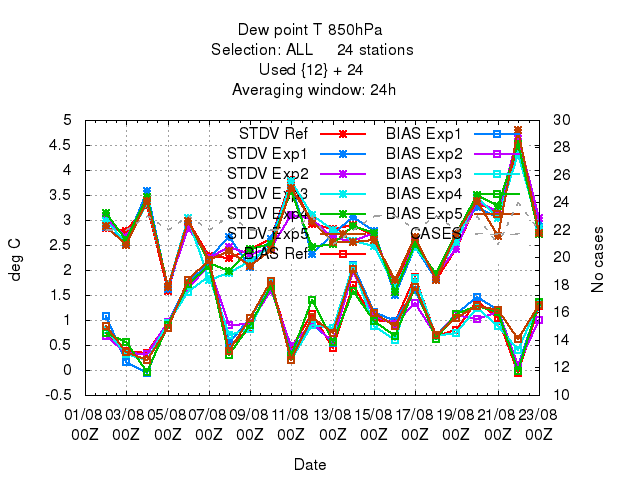 Dew point T 850hPa
Selection: ALL 24 stations
Used {12} + 24
Averaging window: 24h
STDV Ref
STDV Exp1
STDV Exp2
STDV Exp3
STDV Exp4
STDV Exp5
BIAS Ref
BIAS Exp1
BIAS Exp2
BIAS Exp3
BIAS Exp4
BIAS Exp5
CASES
deg C
5
4.5
4
3.5
3
2.5
2
1.5
1
0.5
0
-0.5
No cases
30
28
26
24
22
20
18
16
14
12
10
01/08 03/08 05/08 07/08 09/08 11/08 13/08 15/08 17/08 19/08 21/08 23/08
00Z 00Z 00Z 00Z 00Z 00Z 00Z 00Z 00Z 00Z 00Z 00Z
Date